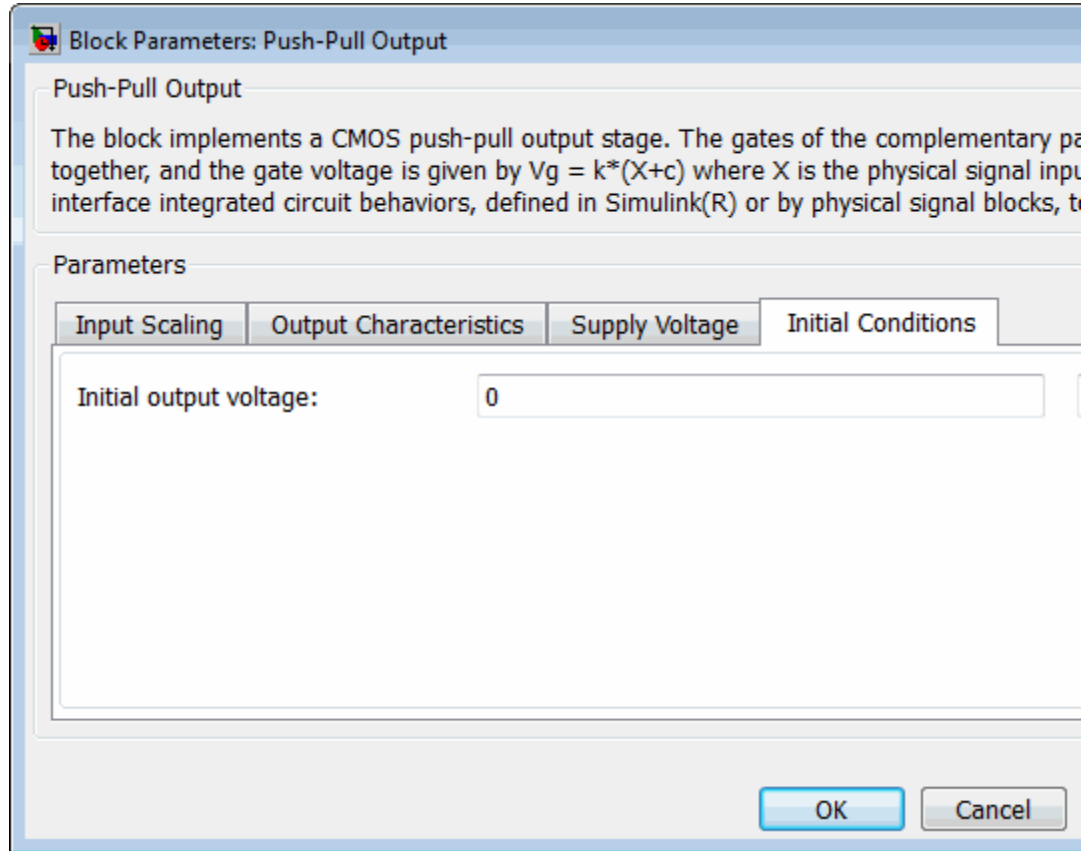 Block Parameters: Push-Pull Output
Push-Pull Output
The block implements a CMOS push-pull output stage. The gates of the complementary
together, and the gate voltage is given by Vg = k*(X+c) where X is the physical signal
interface integrated circuit behaviors, defined in Simulink(R) or by physical signal blocks,
Parameters
Input Scaling Output Characteristics Supply Voltage Initial Conditions
Initial output voltage: 0
OK Cancel